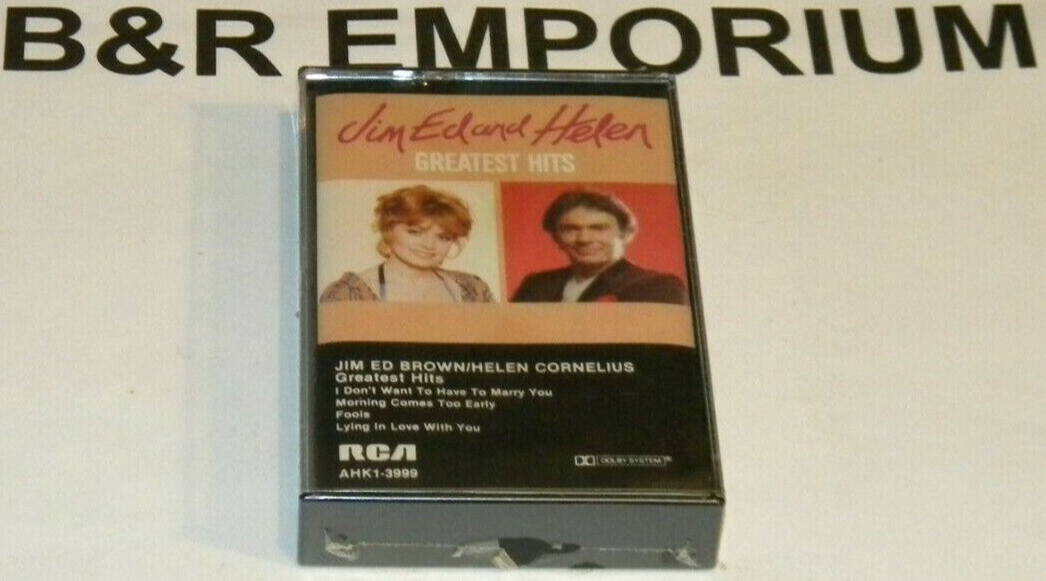 B&R EMPORIUM
Jim Ed and Helen
GREATEST HITS
JIM ED BROWN/HELEN CORNELIUS
Greatest Hits
I Don't Want To Have To Marry You
Morning Comes Too Early
Fools
Lying In Love With You
RCA
DOLBY SYSTEM®
AHK1-3999